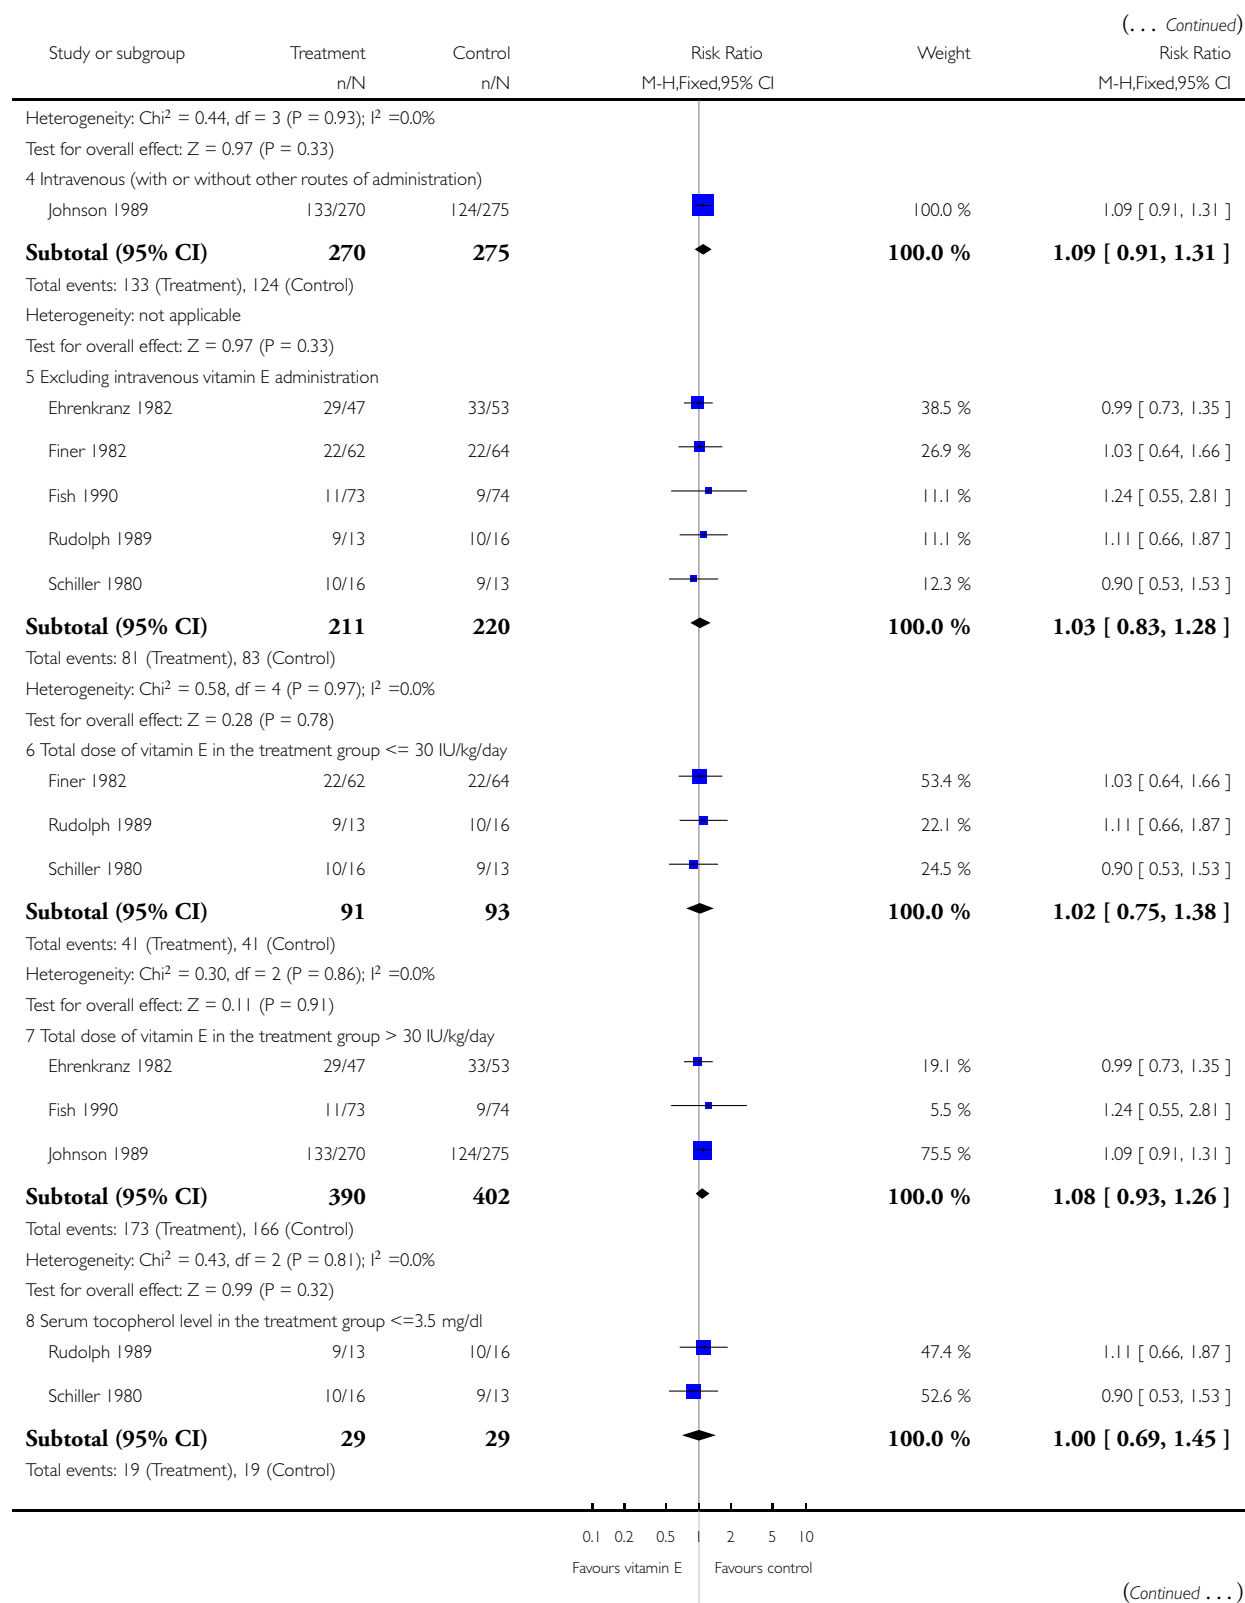 (... Continued)
Study or subgroup Treatment Control Risk Ratio Weight Risk Ratio
n/N n/N M-H,Fixed,95% CI M-H,Fixed,95% CI
Heterogeneity: Chi² = 0.44, df = 3 (P = 0.93); I² =0.0%
Test for overall effect: Z = 0.97 (P = 0.33)
4 Intravenous (with or without other routes of administration)
Johnson 1989 133/270 124/275 100.0 % 1.09 [ 0.91, 1.31 ]
Subtotal (95% CI) 270 275 100.0 % 1.09 [ 0.91, 1.31 ]
Total events: 133 (Treatment), 124 (Control)
Heterogeneity: not applicable
Test for overall effect: Z = 0.97 (P = 0.33)
5 Excluding intravenous vitamin E administration
Ehrenkranz 1982 29/47 33/53 38.5 % 0.99 [ 0.73, 1.35 ]
Finer 1982 22/62 22/64 26.9 % 1.03 [ 0.64, 1.66 ]
Fish 1990 11/73 9/74 11.1 % 1.24 [ 0.55, 2.81 ]
Rudolph 1989 9/13 10/16 11.1 % 1.11 [ 0.66, 1.87 ]
Schiller 1980 10/16 9/13 12.3 % 0.90 [ 0.53, 1.53 ]
Subtotal (95% CI) 211 220 100.0 % 1.03 [ 0.83, 1.28 ]
Total events: 81 (Treatment), 83 (Control)
Heterogeneity: Chi² = 0.58, df = 4 (P = 0.97); I² =0.0%
Test for overall effect: Z = 0.28 (P = 0.78)
6 Total dose of vitamin E in the treatment group <= 30 IU/kg/day
Finer 1982 22/62 22/64 53.4 % 1.03 [ 0.64, 1.66 ]
Rudolph 1989 9/13 10/16 22.1 % 1.11 [ 0.66, 1.87 ]
Schiller 1980 10/16 9/13 24.5 % 0.90 [ 0.53, 1.53 ]
Subtotal (95% CI) 91 93 100.0 % 1.02 [ 0.75, 1.38 ]
Total events: 41 (Treatment), 41 (Control)
Heterogeneity: Chi² = 0.30, df = 2 (P = 0.86); I² =0.0%
Test for overall effect: Z = 0.11 (P = 0.91)
7 Total dose of vitamin E in the treatment group > 30 IU/kg/day
Ehrenkranz 1982 29/47 33/53 19.1 % 0.99 [ 0.73, 1.35 ]
Fish 1990 11/73 9/74 5.5 % 1.24 [ 0.55, 2.81 ]
Johnson 1989 133/270 124/275 75.5 % 1.09 [ 0.91, 1.31 ]
Subtotal (95% CI) 390 402 100.0 % 1.08 [ 0.93, 1.26 ]
Total events: 173 (Treatment), 166 (Control)
Heterogeneity: Chi² = 0.43, df = 2 (P = 0.81); I² =0.0%
Test for overall effect: Z = 0.99 (P = 0.32)
8 Serum tocopherol level in the treatment group <=3.5 mg/dl
Rudolph 1989 9/13 10/16 47.4 % 1.11 [ 0.66, 1.87 ]
Schiller 1980 10/16 9/13 52.6 % 0.90 [ 0.53, 1.53 ]
Subtotal (95% CI) 29 29 100.0 % 1.00 [ 0.69, 1.45 ]
Total events: 19 (Treatment), 19 (Control)
0.1 0.2 0.5 1 2 5 10
Favours vitamin E Favours control
(Continued ...)